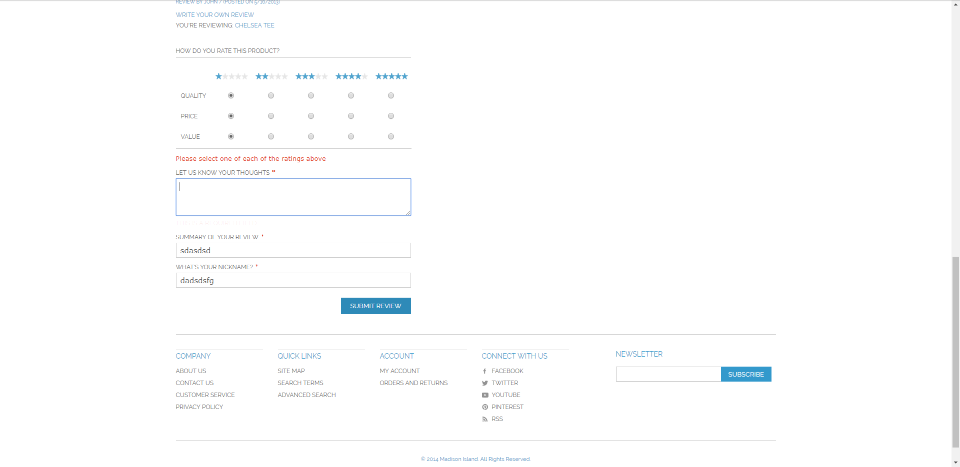 REVIEW BY JOHN / (POSTED ON 5/16/2013)
WRITE YOUR OWN REVIEW
YOU'RE REVIEWING: CHELSEA TEE
HOW DO YOU RATE THIS PRODUCT?
QUALITY
PRICE
VALUE
Please select one of each of the ratings above
LET US KNOW YOUR THOUGHTS *
SUMMARY OF YOUR REVIEW *
sdasdsd
WHAT'S YOUR NICKNAME? *
dadsdsfg
SUBMIT REVIEW
COMPANY
ABOUT US
CONTACT US
CUSTOMER SERVICE
PRIVACY POLICY
QUICK LINKS
SITE MAP
SEARCH TERMS
ADVANCED SEARCH
ACCOUNT
MY ACCOUNT
ORDERS AND RETURNS
CONNECT WITH US
FACEBOOK
TWITTER
YOUTUBE
PINTEREST
RSS
NEWSLETTER
SUBSCRIBE
© 2014 Madison Island. All Rights Reserved